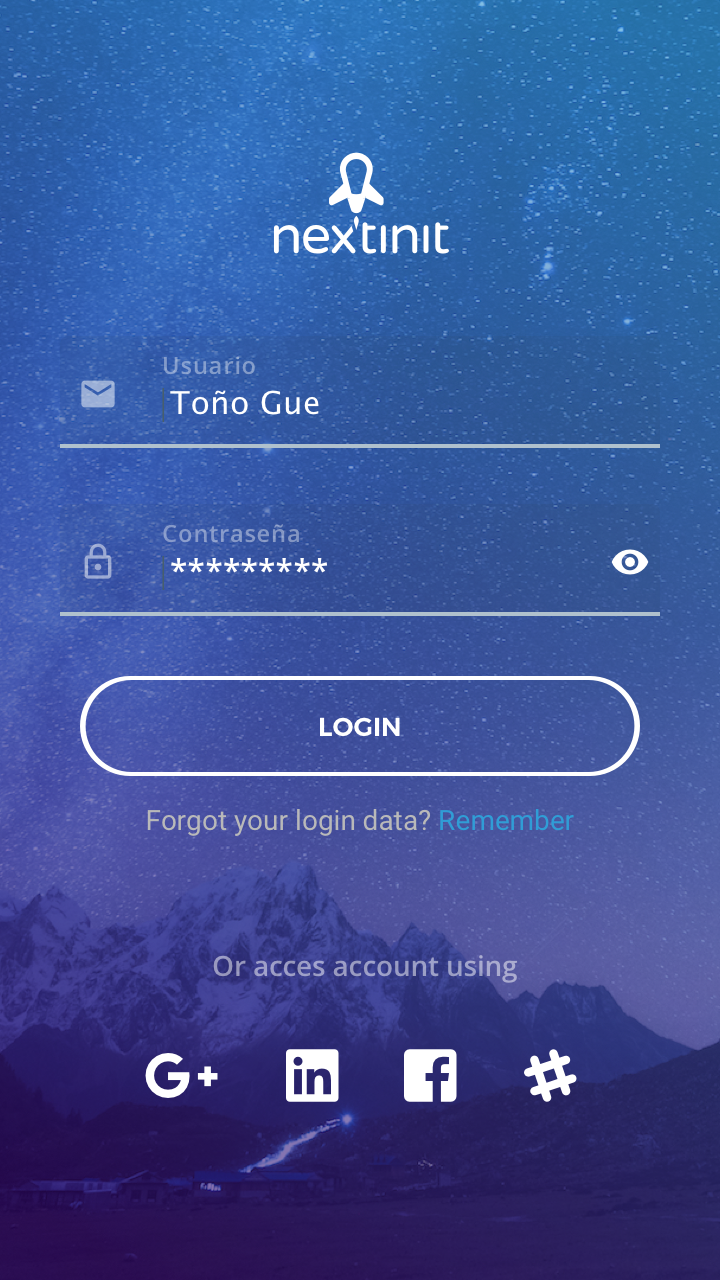 nextinit
Usuario
Toño Gue
Contraseña
*********
LOGIN
Forgot your login data? Remember
Or acces account using
G+ in f